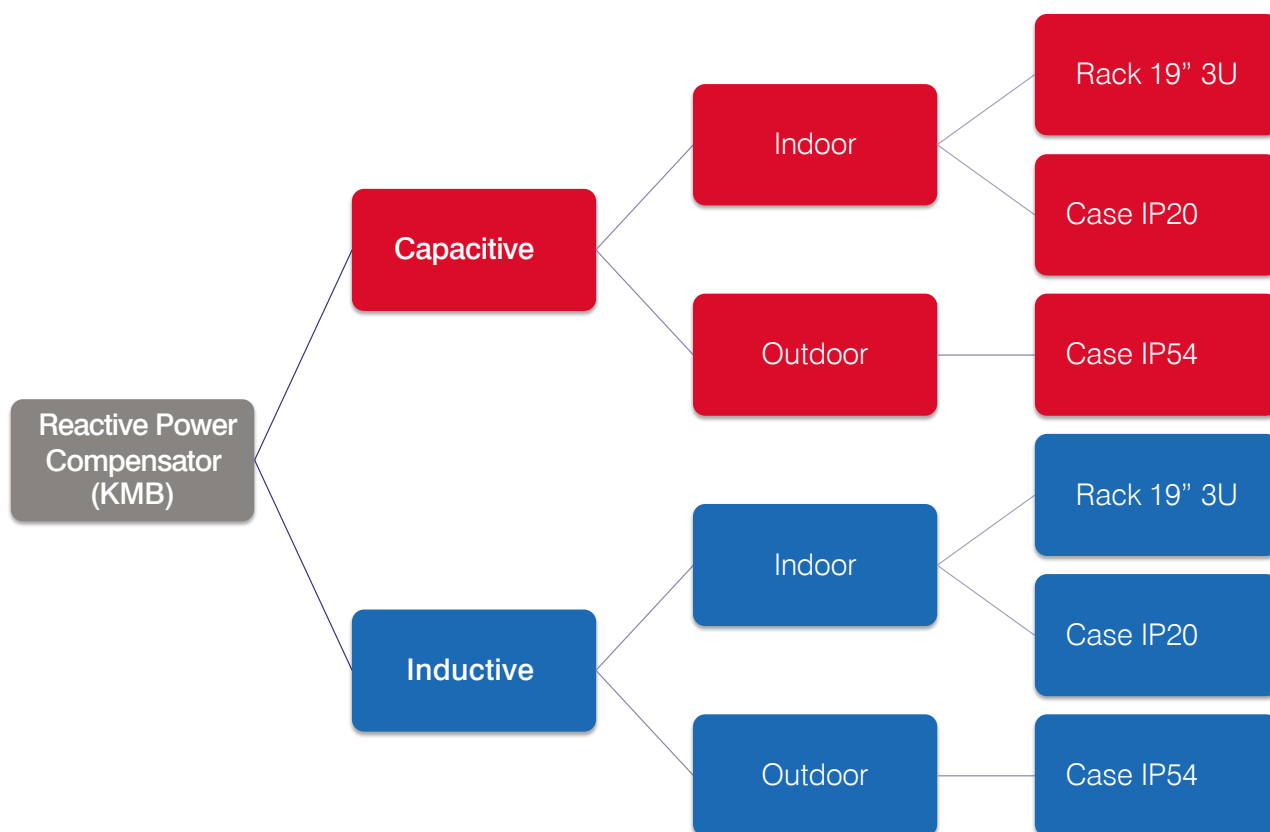 Reactive Power
Compensator
(KMB)
Capacitive
Indoor
Rack 19” 3U
Case IP20
Outdoor
Case IP54
Inductive
Indoor
Rack 19” 3U
Case IP20
Outdoor
Case IP54